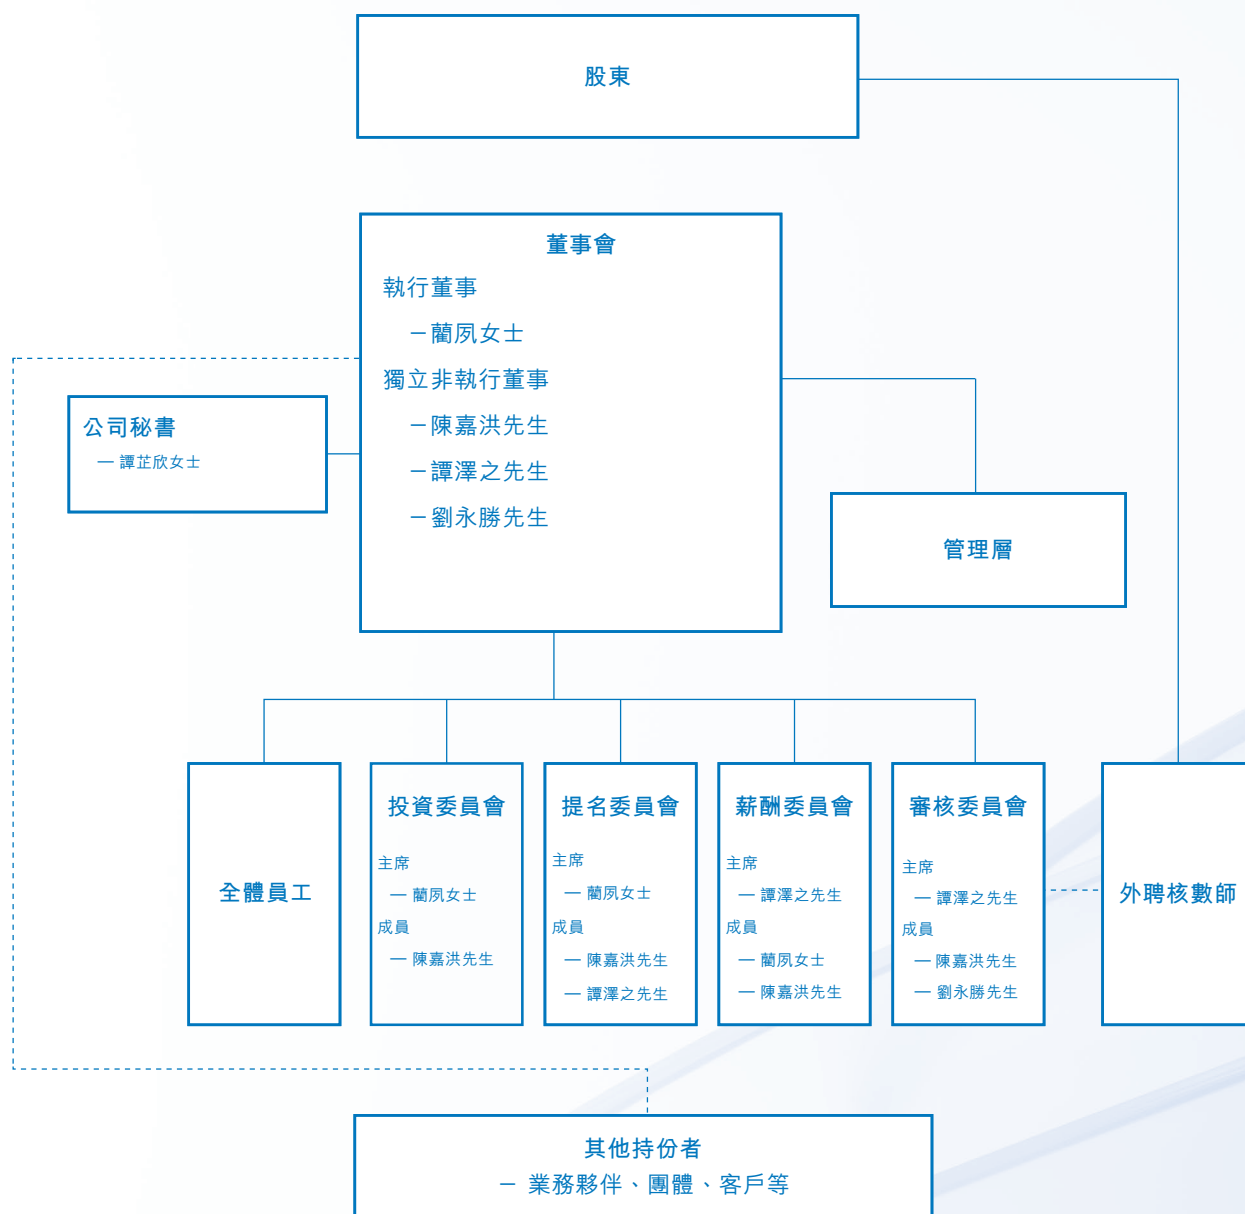 股東
董事會
執行董事
－藺夙女士
獨立非執行董事
－陳嘉洪先生
－譚澤之先生
－劉永勝先生
公司秘書
— 譚芷欣女士
管理層
全體員工
投資委員會
主席
— 藺夙女士
成員
— 陳嘉洪先生
提名委員會
主席
— 藺夙女士
成員
— 陳嘉洪先生
— 譚澤之先生
薪酬委員會
主席
— 譚澤之先生
成員
— 藺夙女士
— 陳嘉洪先生
審核委員會
主席
— 譚澤之先生
成員
— 陳嘉洪先生
— 劉永勝先生
外聘核數師
其他持份者
－ 業務夥伴、團體、客戶等